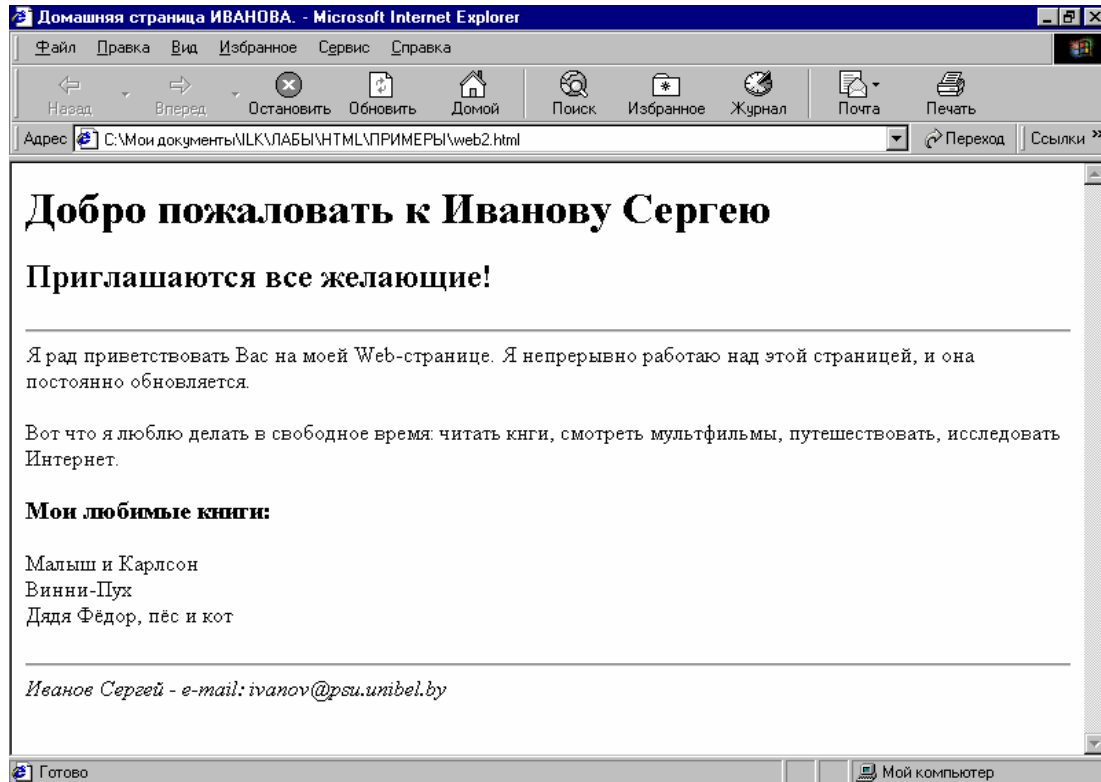 Домашняя страница ИВАНОВА. - Microsoft Internet Explorer
Файл Правка Вид Избранное Сервис Справка
Назад Вперед Остановить Обновить Домой Поиск Избранное Журнал Почта Печать
Адрес C:\Мои документы\ILK\ЛАБЫ\HTML\ПРИМЕРЫ\web2.html Переход Ссылки »
Добро пожаловать к Иванову Сергею
Приглашаются все желающие!
Я рад приветствовать Вас на моей Web-странице. Я непрерывно работаю над этой страницей, и она
постоянно обновляется.
Вот что я люблю делать в свободное время: читать кнги, смотреть мультфильмы, путешествовать, исследовать
Интернет.
Мои любимые книги:
Малыш и Карлсон
Винни-Пух
Дядя Фёдор, пёс и кот
Иванов Сергей - e-mail: ivanov@psu.unibel.by
Готово Мой компьютер